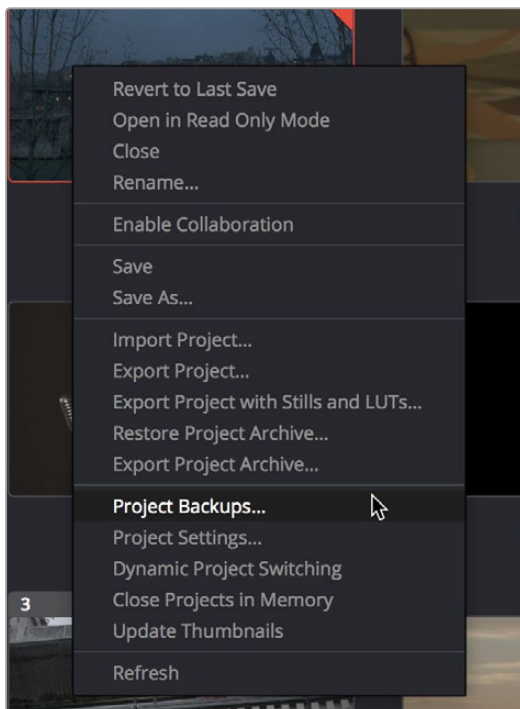 Revert to Last Save
Open in Read Only Mode
Close
Rename...
Enable Collaboration
Save
Save As...
Import Project...
Export Project...
Export Project with Stills and LUTs...
Restore Project Archive...
Export Project Archive...
Project Backups...
Project Settings...
Dynamic Project Switching
3
Close Projects in Memory
Update Thumbnails
Refresh